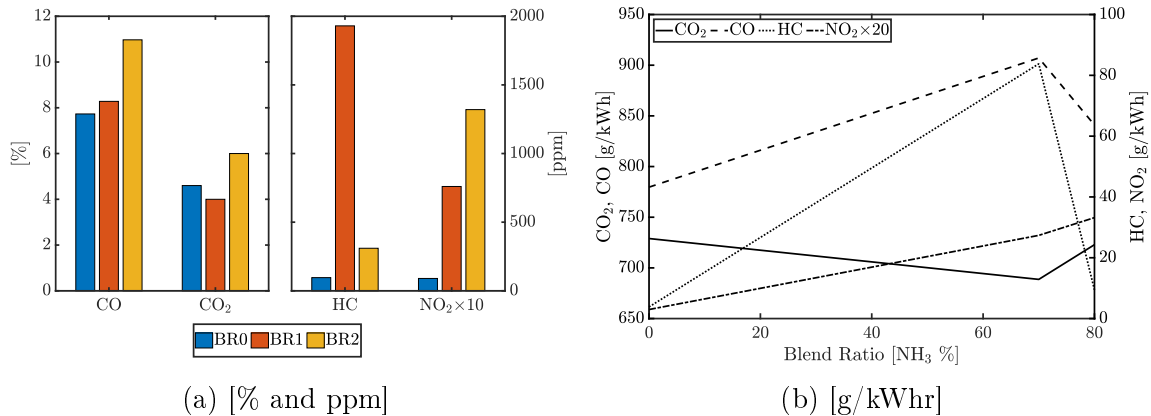 12
10
8
6
4
2
0
[%]
CO
CO₂
2000
1500
1000
500
0
[ppm]
HC
NO₂×10
BR0 BR1 BR2
(a) [% and ppm]
950
900
850
800
750
700
650
CO₂, CO [g/kWh]
CO₂ CO HC NO₂×20
100
80
60
40
20
0
HC, NO₂ [g/kWh]
0 20 40 60 80
Blend Ratio [NH₃ %]
(b) [g/kWhr]